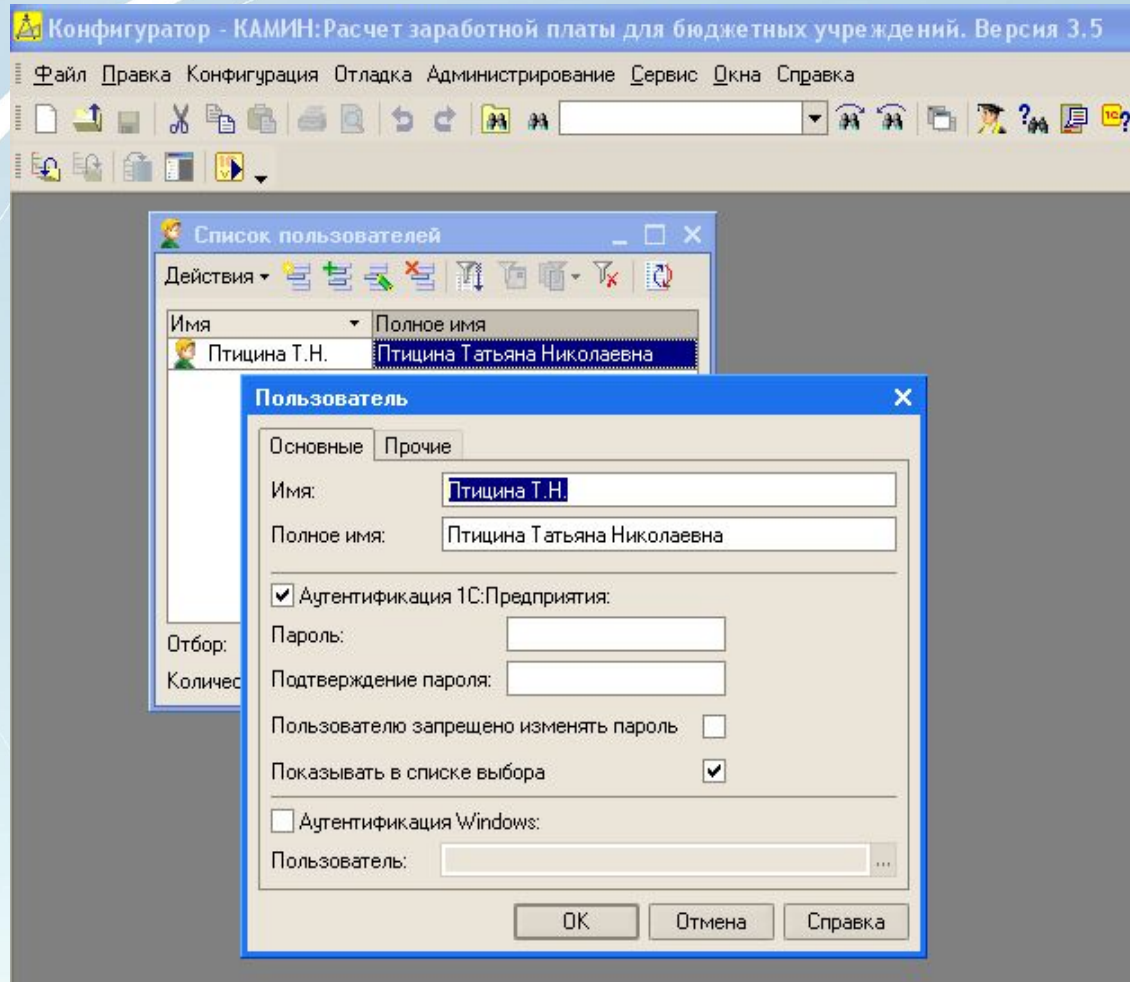 Конфигуратор - КАМИН:Расчет заработной платы для бюджетных учреждений. Версия 3.5
Файл Правка Конфигурация Отладка Администрирование Сервис Окна Справка
Список пользователей
Действия
Имя Полное имя
Птицина Т.Н. Птицина Татьяна Николаевна
Пользователь
Основные Прочие
Имя: Птицина Т.Н.
Полное имя: Птицина Татьяна Николаевна
Аутентификация 1С:Предприятия:
Отбор:
Пароль:
Количес
Подтверждение пароля:
Пользователю запрещено изменять пароль
Показывать в списке выбора
Аутентификация Windows:
Пользователь: ...
ОК Отмена Справка